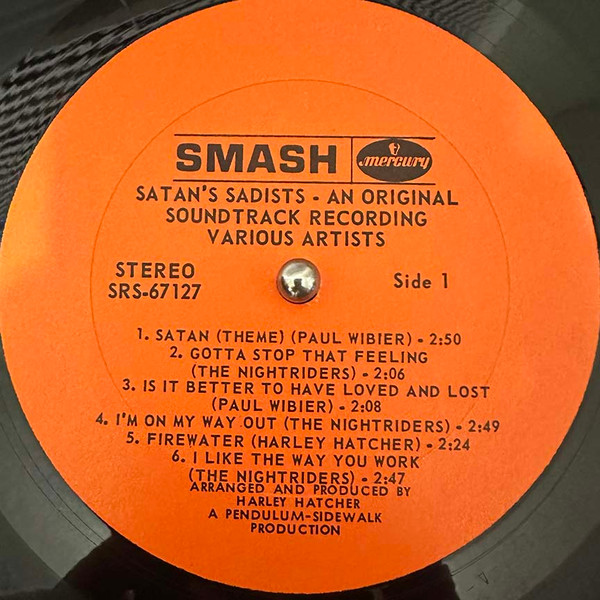 SMASH mercury
SATAN'S SADISTS - AN ORIGINAL
SOUNDTRACK RECORDING
VARIOUS ARTISTS
STEREO
SRS-67127
Side 1
1. SATAN (THEME) (PAUL WIBIER) - 2:50
2. GOTTA STOP THAT FEELING
(THE NIGHTRIDERS) - 2:06
3. IS IT BETTER TO HAVE LOVED AND LOST
(PAUL WIBIER) - 2:08
4. I'M ON MY WAY OUT (THE NIGHTRIDERS) - 2:49
5. FIREWATER (HARLEY HATCHER) - 2:24
6. I LIKE THE WAY YOU WORK
(THE NIGHTRIDERS) - 2:47
ARRANGED AND PRODUCED BY
HARLEY HATCHER
A PENDULUM-SIDEWALK
PRODUCTION